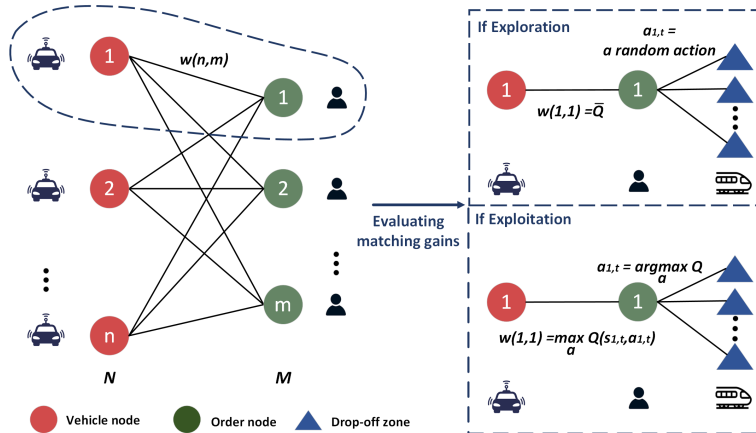 1
w(n,m)
1
2
2
n
m
N
M
Evaluating
matching gains
If Exploration
a₁,ₜ =
a random action
1
1
w(1,1) =Q̅
If Exploitation
a₁,ₜ = argmax Q
a
1
1
w(1,1) =max Q(s₁,ₜ,a₁,ₜ)
a
Vehicle node
Order node
Drop-off zone